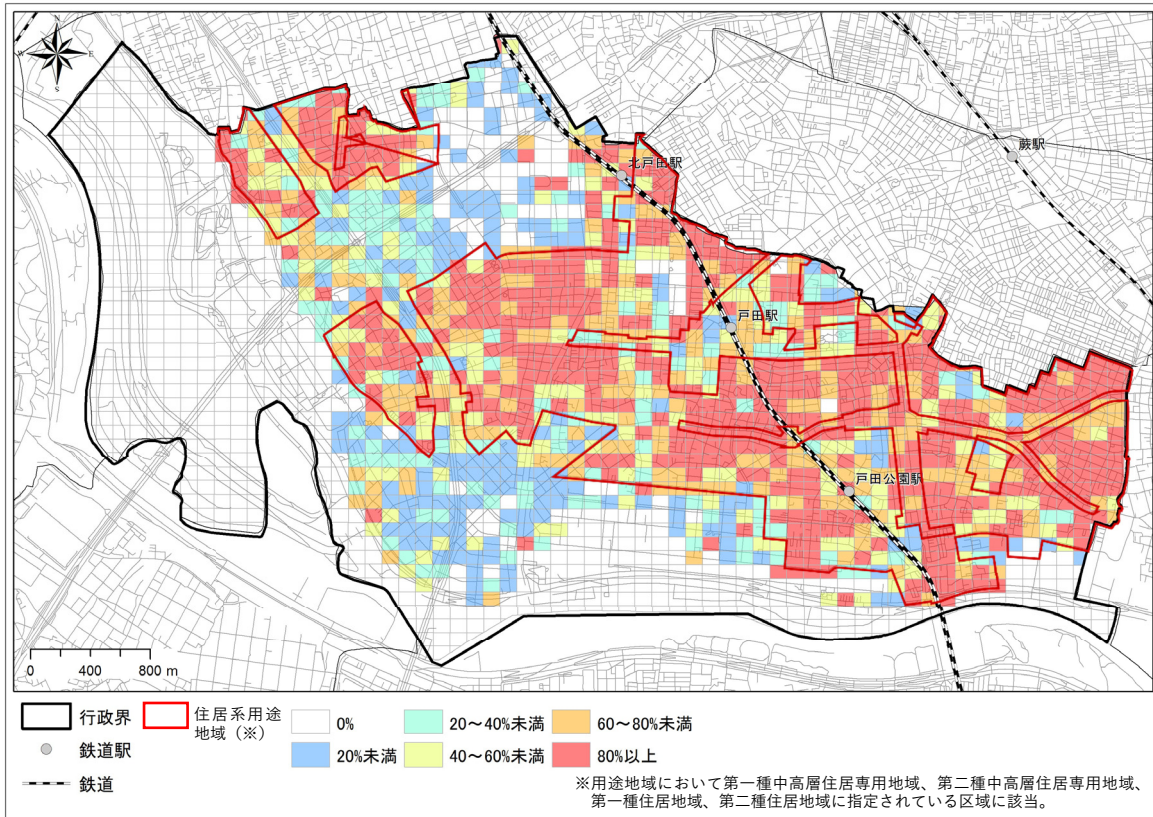 N
W
E
S
北戸田駅
蕨駅
戸田駅
戸田公園駅
0 400 800 m
行政界
住居系用途
地域（※）
0%
20～40%未満
60～80%未満
鉄道駅
20%未満
40～60%未満
80%以上
鉄道
※用途地域において第一種中高層住居専用地域、第二種中高層住居専用地域、
第一種住居地域、第二種住居地域に指定されている区域に該当。